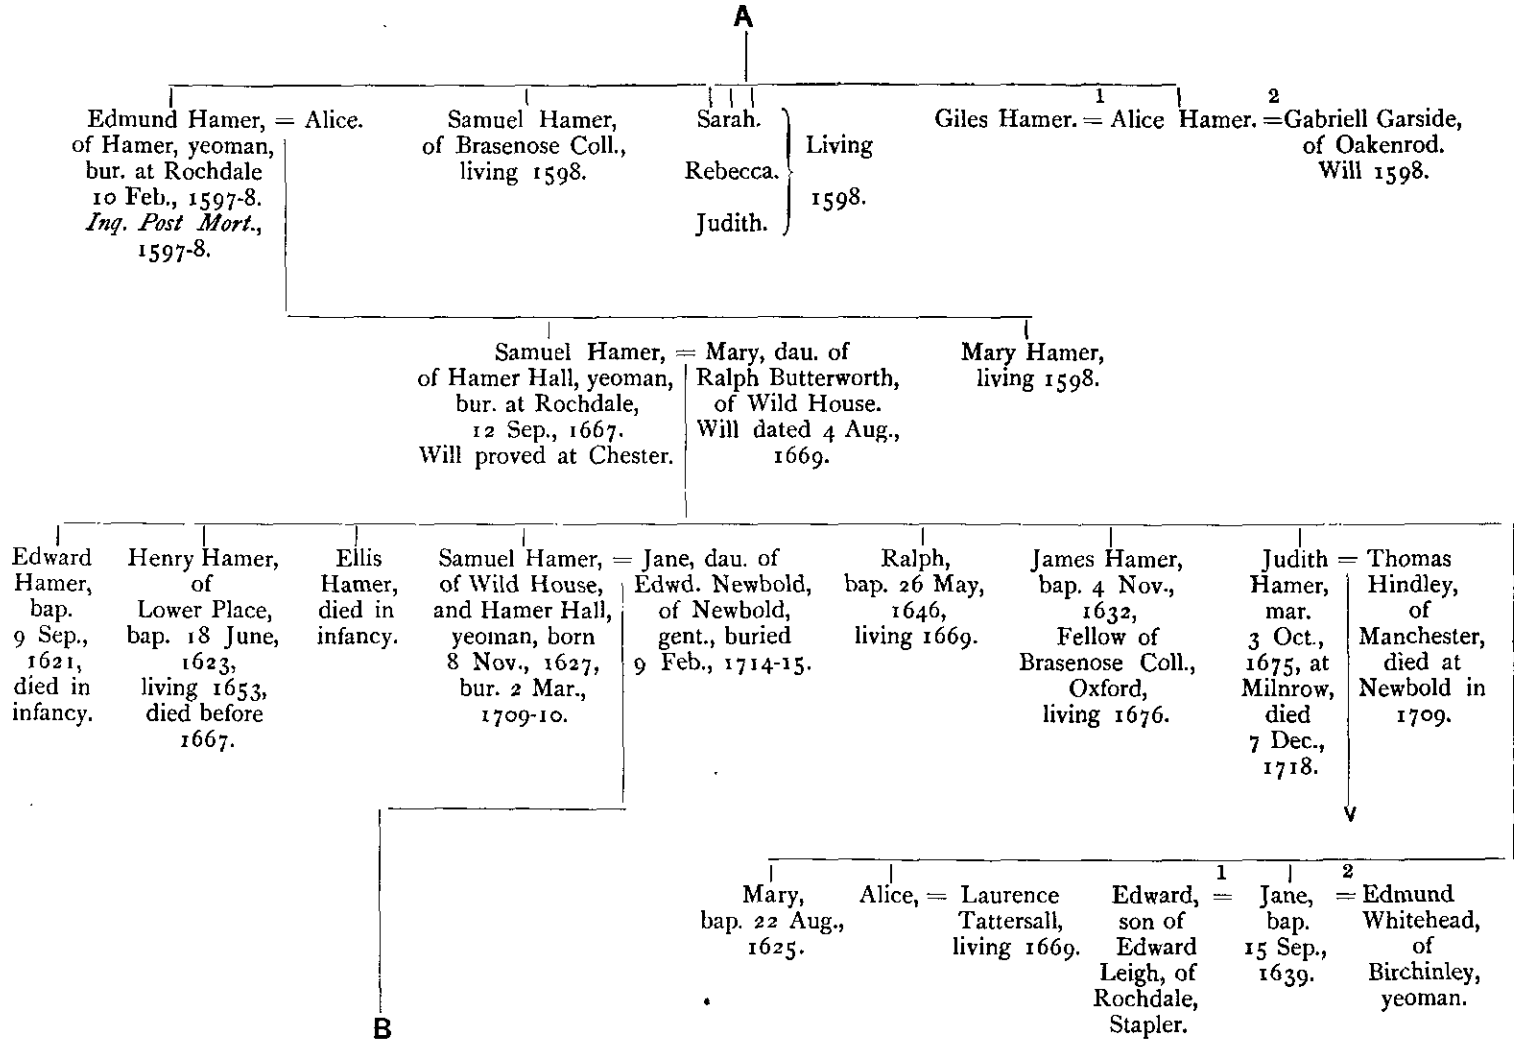 A
Edmund Hamer, = Alice.
of Hamer, yeoman,
bur. at Rochdale
10 Feb., 1597-8.
Inq. Post Mort.,
1597-8.
Samuel Hamer,
of Brasenose Coll.,
living 1598.
Sarah.
Rebecca.
Judith.
Living
1598.
1 2
Giles Hamer. = Alice Hamer. = Gabriell Garside,
of Oakenrod.
Will 1598.
Samuel Hamer, =
of Hamer Hall, yeoman,
bur. at Rochdale,
12 Sep., 1667.
Will proved at Chester.
Mary, dau. of
Ralph Butterworth,
of Wild House.
Will dated 4 Aug.,
1669.
Mary Hamer,
living 1598.
Edward
Hamer,
bap.
9 Sep.,
1621,
died in
infancy.
Henry Hamer,
of
Lower Place,
bap. 18 June,
1623,
living 1653,
died before
1667.
Ellis
Hamer,
died in
infancy.
Samuel Hamer, =
of Wild House,
and Hamer Hall,
yeoman, born
8 Nov., 1627,
bur. 2 Mar.,
1709-10.
Jane, dau. of
Edwd. Newbold,
of Newbold,
gent., buried
9 Feb., 1714-15.
Ralph,
bap. 26 May,
1646,
living 1669.
James Hamer,
bap. 4 Nov.,
1632,
Fellow of
Brasenose Coll.,
Oxford,
living 1676.
Judith =
Hamer,
mar.
3 Oct.,
1675, at
Milnrow,
died
7 Dec.,
1718.
Thomas
Hindley,
of
Manchester,
died at
Newbold in
1709.
Mary,
bap. 22 Aug.,
1625.
Alice, =
Laurence
Tattersall,
living 1669.
1 2
Edward, =
son of
Edward
Leigh, of
Rochdale,
Stapler.
Jane, =
bap.
15 Sep.,
1639.
Edmund
Whitehead,
of
Birchinley,
yeoman.
B